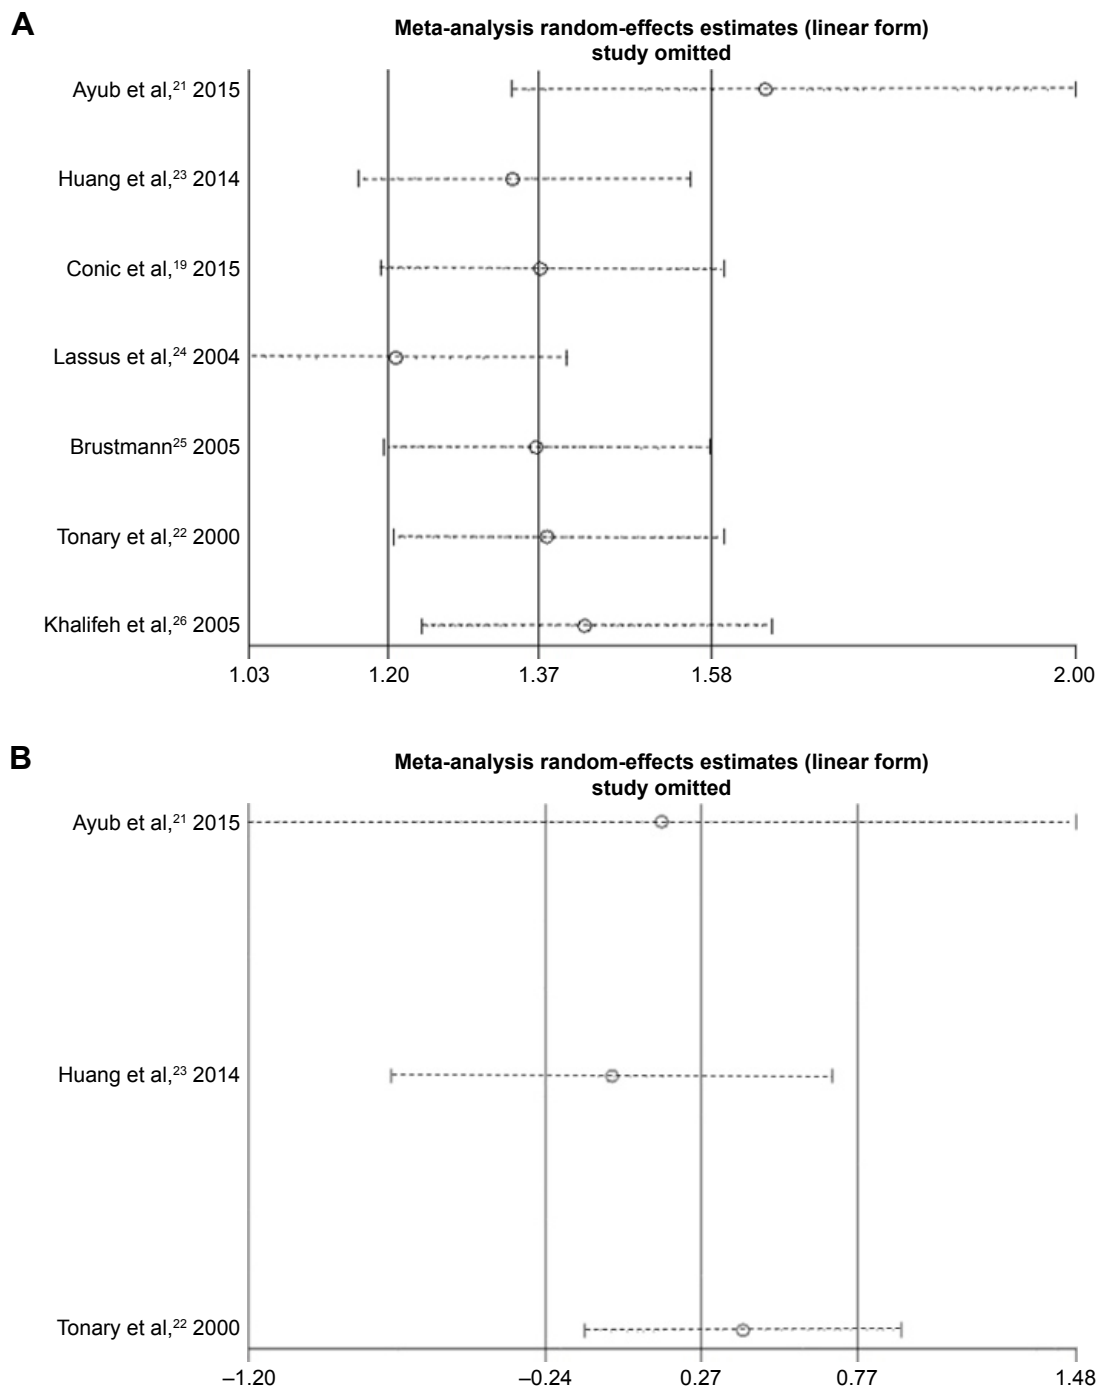 A
Meta-analysis random-effects estimates (linear form)
study omitted
Ayub et al,²¹ 2015
Huang et al,²³ 2014
Conic et al,¹⁹ 2015
Lassus et al,²⁴ 2004
Brustmann²⁵ 2005
Tonary et al,²² 2000
Khalifeh et al,²⁶ 2005
1.03 1.20 1.37 1.58 2.00
B
Meta-analysis random-effects estimates (linear form)
study omitted
Ayub et al,²¹ 2015
Huang et al,²³ 2014
Tonary et al,²² 2000
–1.20 –0.24 0.27 0.77 1.48